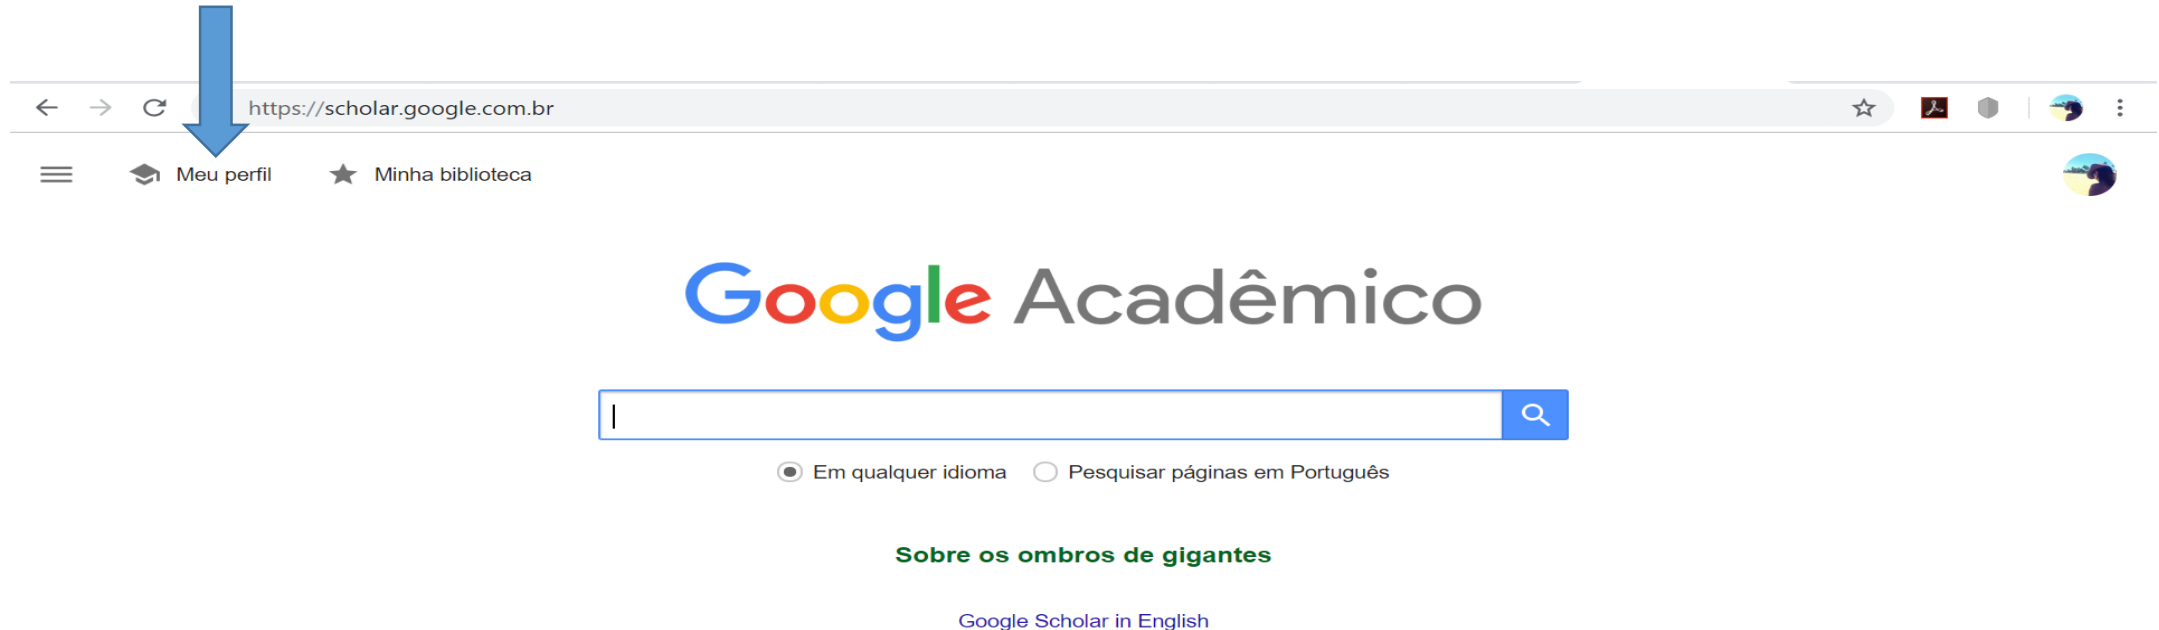 https://scholar.google.com.br
Meu perfil Minha biblioteca
Google Acadêmico
Em qualquer idioma Pesquisar páginas em Português
Sobre os ombros de gigantes
Google Scholar in English